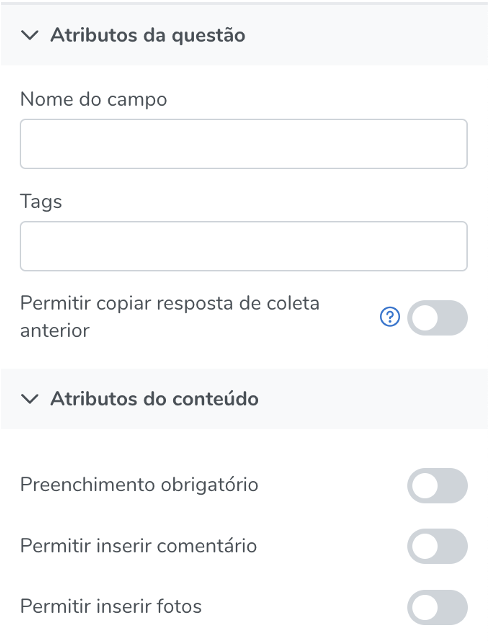 Atributos da questão
Nome do campo
Tags
Permitir copiar resposta de coleta
anterior
?
Atributos do conteúdo
Preenchimento obrigatório
Permitir inserir comentário
Permitir inserir fotos